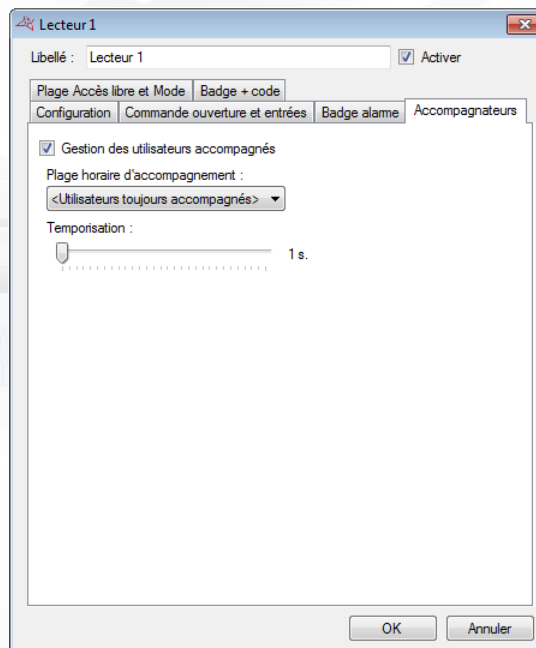 Lecteur 1
Libellé : Lecteur 1 Activer
Plage Accès libre et Mode Badge + code
Configuration Commande ouverture et entrées Badge alarme Accompagnateurs
Gestion des utilisateurs accompagnés
Plage horaire d'accompagnement :
<Utilisateurs toujours accompagnés>
Temporisation :
1 s.
OK Annuler